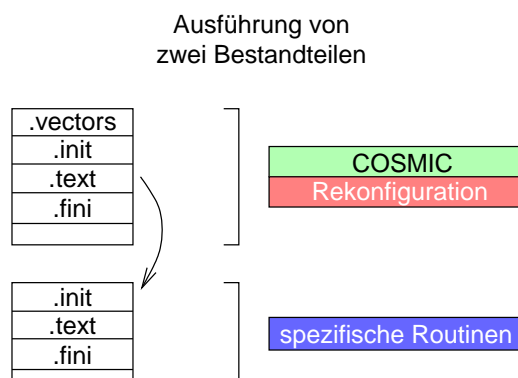 Ausführung von
zwei Bestandteilen
.vectors
.init
.text
.fini
COSMIC
Rekonfiguration
.init
.text
.fini
spezifische Routinen